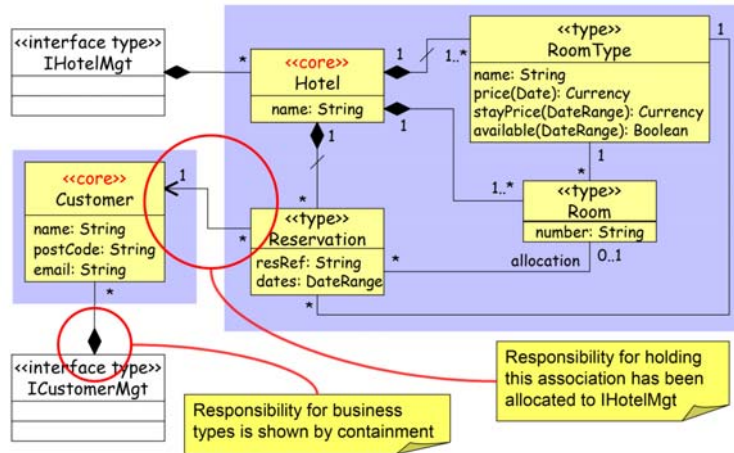 <<interface type>>
IHotelMgt
*
<<core>>
Hotel
name: String
1
1..*
<<type>>
RoomType
name: String
price(Date): Currency
stayPrice(DateRange): Currency
available(DateRange): Boolean
1
1
1
1
*
1..*
<<type>>
Room
number: String
0..1
allocation
*
<<core>>
Customer
name: String
postCode: String
email: String
1
*
*
<<type>>
Reservation
resRef: String
dates: DateRange
*
*
<<interface type>>
ICustomerMgt
Responsibility for business
types is shown by containment
Responsibility for holding
this association has been
allocated to IHotelMgt